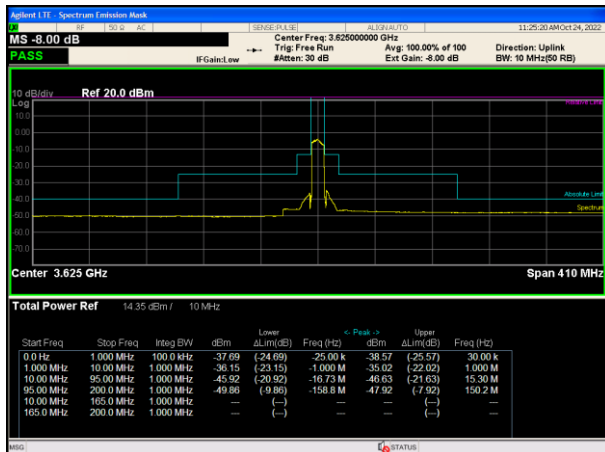 Agilent LTE - Spectrum Emission Mask
RF 50 Ω AC SENSE:PULSE ALIGN AUTO 11:25:20 AM Oct 24, 2022
MS -8.00 dB Center Freq: 3.625000000 GHz
Trig: Free Run Avg: 100.00% of 100 Direction: Uplink
PASS IFGain:Low #Atten: 30 dB Ext Gain: -8.00 dB BW: 10 MHz(50 RB)
10 dB/div Ref 20.0 dBm
Log Relative Limit
10.0
0.00
-10.0
-20.0
-30.0
-40.0 Absolute Limit
-50.0 Spectrum
-60.0
-70.0
Center 3.625 GHz Span 410 MHz
Total Power Ref 14.35 dBm / 10 MHz
Lower <- Peak -> Upper
Start Freq Stop Freq Integ BW dBm ΔLim(dB) Freq (Hz) dBm ΔLim(dB) Freq (Hz)
0.0 Hz 1.000 MHz 100.0 kHz -37.69 (-24.69) -25.00 k -38.57 (-25.57) 30.00 k
1.000 MHz 10.00 MHz 1.000 MHz -36.15 (-23.15) -1.000 M -35.02 (-22.02) 1.000 M
10.00 MHz 95.00 MHz 1.000 MHz -45.92 (-20.92) -16.73 M -46.63 (-21.63) 15.30 M
95.00 MHz 200.0 MHz 1.000 MHz -49.86 (-9.86) -158.8 M -47.92 (-7.92) 150.2 M
10.00 MHz 165.0 MHz 1.000 MHz --- (---) --- (---)
165.0 MHz 200.0 MHz 1.000 MHz --- (---) --- (---)
MSG STATUS